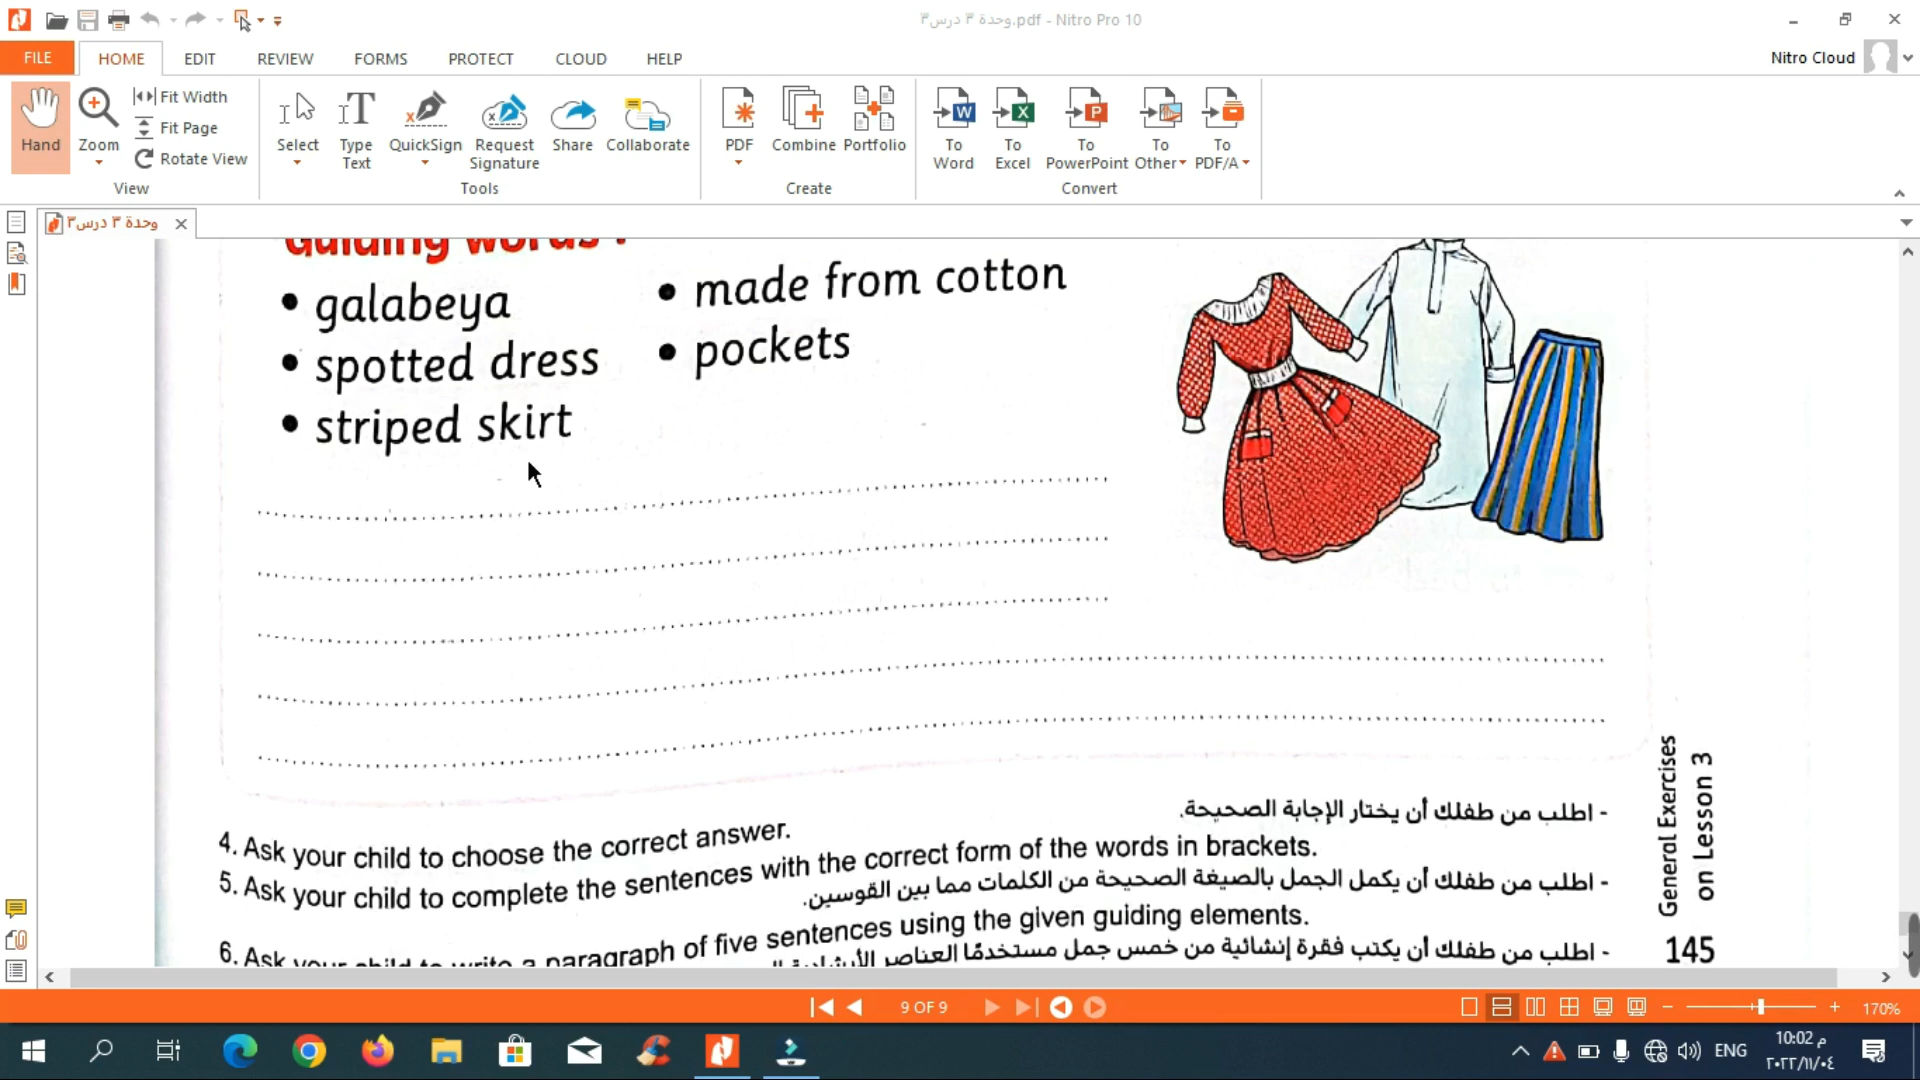 وحدة ٣ درس٣.pdf - Nitro Pro 10
FILE HOME EDIT REVIEW FORMS PROTECT CLOUD HELP
Nitro Cloud
Hand
Zoom
Fit Width
Fit Page
Rotate View
View
Select
Type Text
QuickSign
Request Signature
Share
Collaborate
Tools
PDF
Combine
Portfolio
Create
To Word
To Excel
To PowerPoint
To Other
To PDF/A
Convert
وحدة ٣ درس٣
Guiding words :
• galabeya
• spotted dress
• striped skirt
• made from cotton
• pockets
- اطلب من طفلك أن يختار الإجابة الصحيحة.
4. Ask your child to choose the correct answer.
5. Ask your child to complete the sentences with the correct form of the words in brackets.
- اطلب من طفلك أن يكمل الجمل بالصيغة الصحيحة من الكلمات مما بين القوسين.
6. Ask your child to write a paragraph of five sentences using the given guiding elements.
- اطلب من طفلك أن يكتب فقرة إنشائية من خمس جمل مستخدمًا العناصر الأرشادية
General Exercises
on Lesson 3
145
9 OF 9
170%
ENG
10:02 م
٢٠٢٢/١١/٠٤